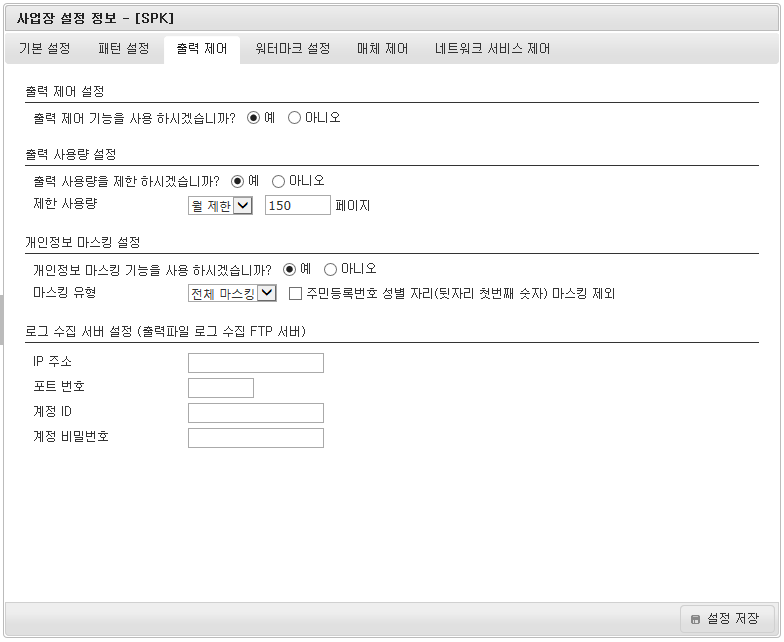 사업장 설정 정보 - [SPK]
기본 설정 패턴 설정 출력 제어 워터마크 설정 매체 제어 네트워크 서비스 제어
출력 제어 설정
출력 제어 기능을 사용 하시겠습니까? 예 아니오
출력 사용량 설정
출력 사용량을 제한 하시겠습니까? 예 아니오
제한 사용량 월 제한 150 페이지
개인정보 마스킹 설정
개인정보 마스킹 기능을 사용 하시겠습니까? 예 아니오
마스킹 유형 전체 마스킹 주민등록번호 성별 자리(뒷자리 첫번째 숫자) 마스킹 제외
로그 수집 서버 설정 (출력파일 로그 수집 FTP 서버)
IP 주소
포트 번호
계정 ID
계정 비밀번호
설정 저장